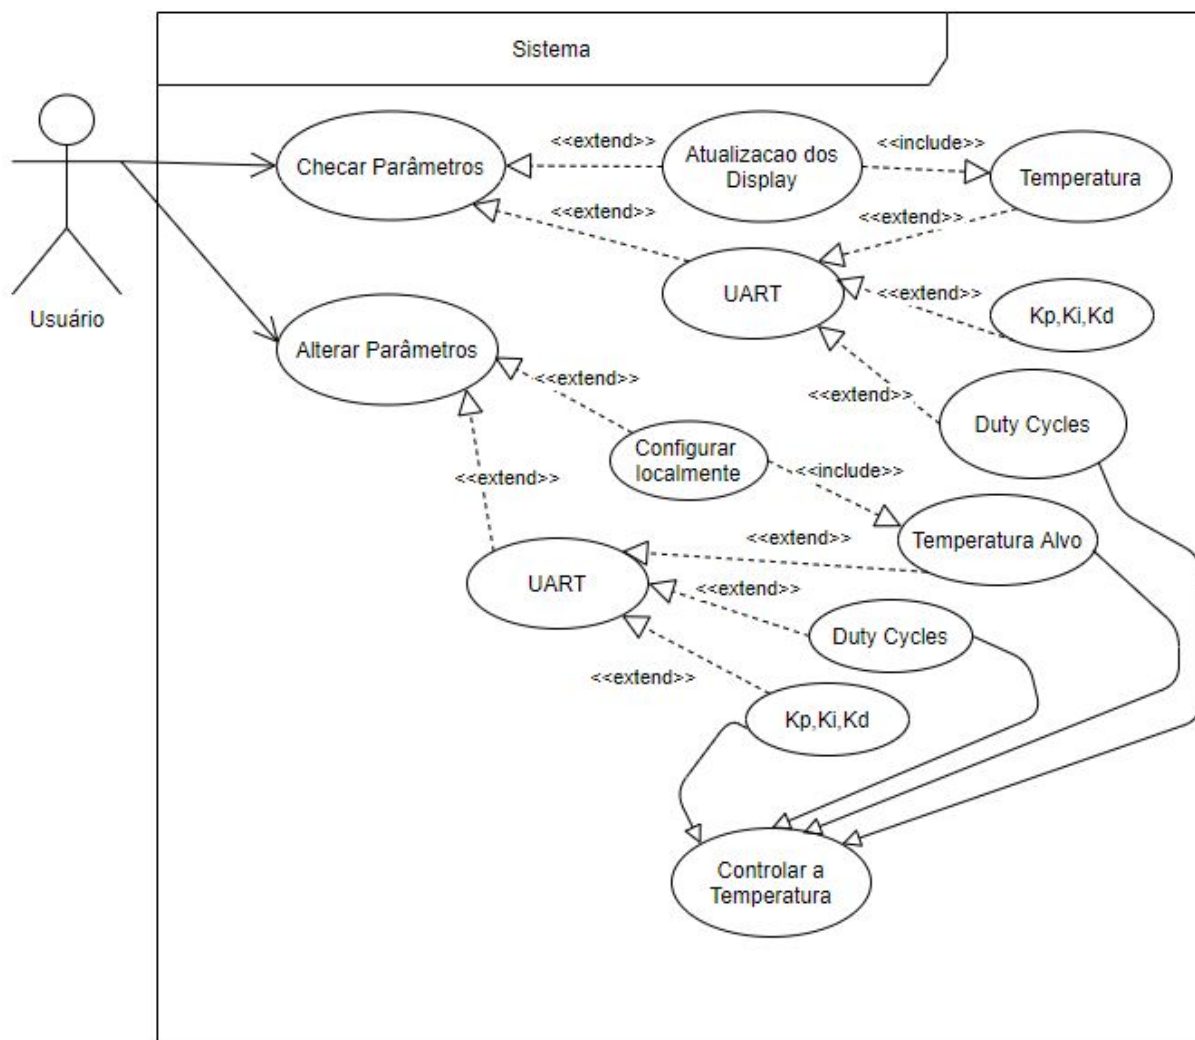 Sistema
<<extend>>
<<include>>
Checar Parâmetros
Atualizacao dos
Display
Temperatura
<<extend>>
<<extend>>
UART
<<extend>>
Kp,Ki,Kd
Usuário
Alterar Parâmetros
<<extend>>
<<extend>>
Duty Cycles
Configurar
localmente
<<extend>>
<<include>>
<<extend>>
Temperatura Alvo
UART
<<extend>>
Duty Cycles
<<extend>>
Kp,Ki,Kd
Controlar a
Temperatura